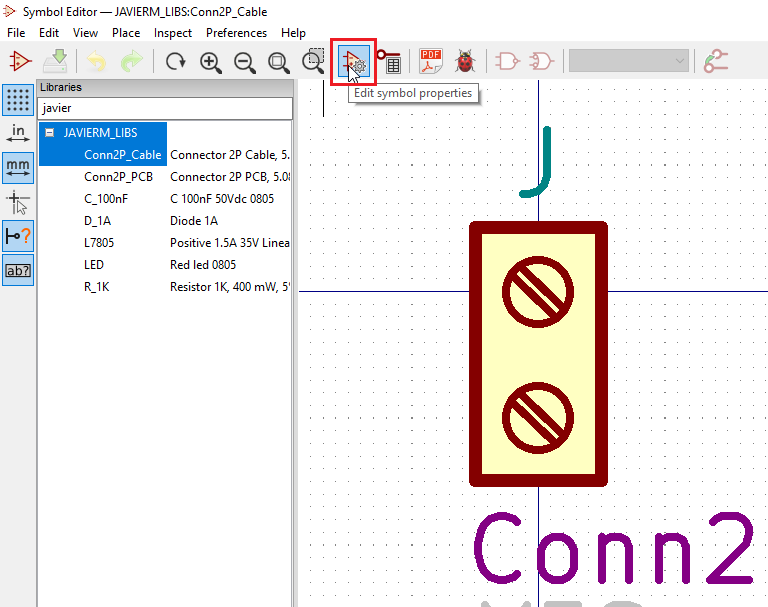 Symbol Editor — JAVIERM_LIBS:Conn2P_Cable
File Edit View Place Inspect Preferences Help
PDF
Edit symbol properties
Libraries
in
javier
mm
JAVIERM_LIBS
Conn2P_Cable Connector 2P Cable, 5.
Conn2P_PCB Connector 2P PCB, 5.0
C_100nF C 100nF 50Vdc 0805
D_1A Diode 1A
L7805 Positive 1.5A 35V Linea
LED Red led 0805
R_1K Resistor 1K, 400 mW, 5
?
ab?
J
Conn2